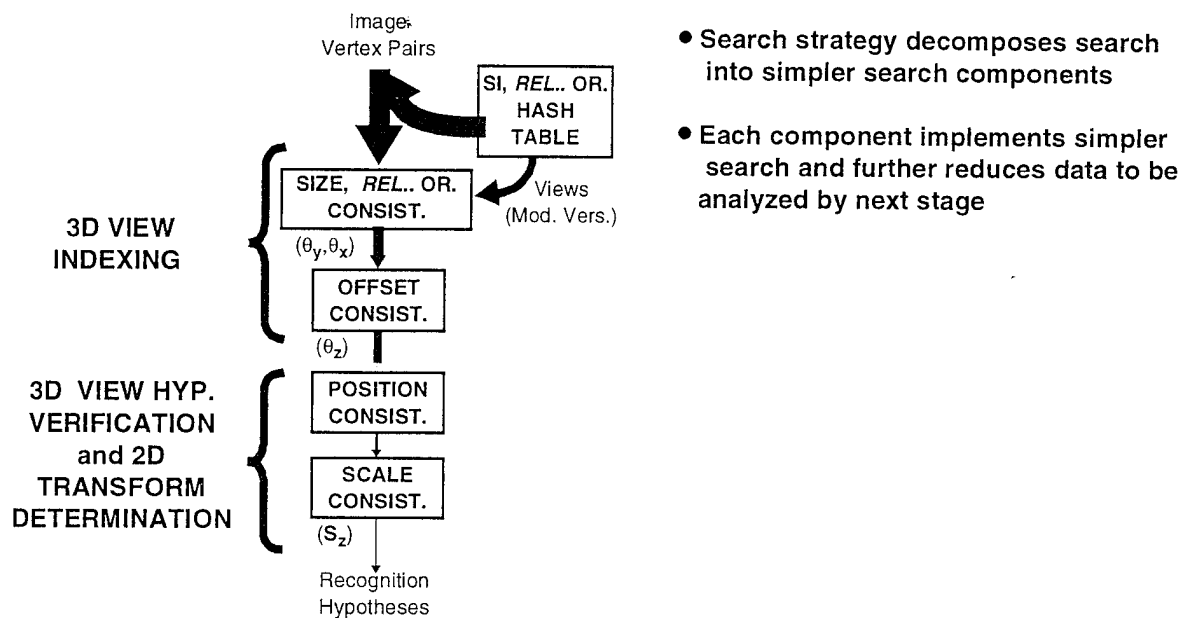 Image
Vertex Pairs
SI, REL.. OR.
HASH
TABLE
SIZE, REL.. OR.
CONSIST.
Views
(Mod. Vers.)
3D VIEW
INDEXING
(θy,θx)
OFFSET
CONSIST.
(θz)
3D VIEW HYP.
VERIFICATION
and 2D
TRANSFORM
DETERMINATION
POSITION
CONSIST.
SCALE
CONSIST.
(Sz)
Recognition
Hypotheses
• Search strategy decomposes search
into simpler search components
• Each component implements simpler
search and further reduces data to be
analyzed by next stage